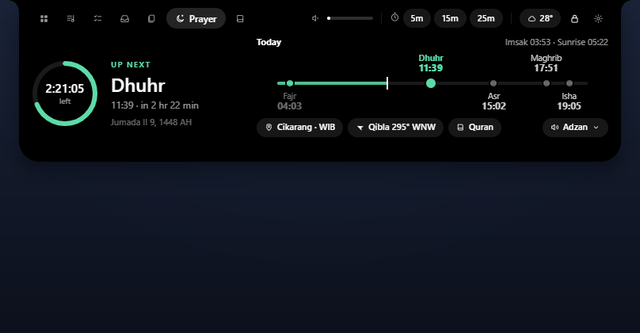 Prayer
5m 15m 25m
28°
Today
Imsak 03:53 - Sunrise 05:22
2:21:05
left
UP NEXT
Dhuhr
11:39 - in 2 hr 22 min
Jumada II 9, 1448 AH
Dhuhr
11:39
Maghrib
17:51
Fajr
04:03
Asr
15:02
Isha
19:05
Cikarang - WIB
Qibla 295° WNW
Quran
Adzan